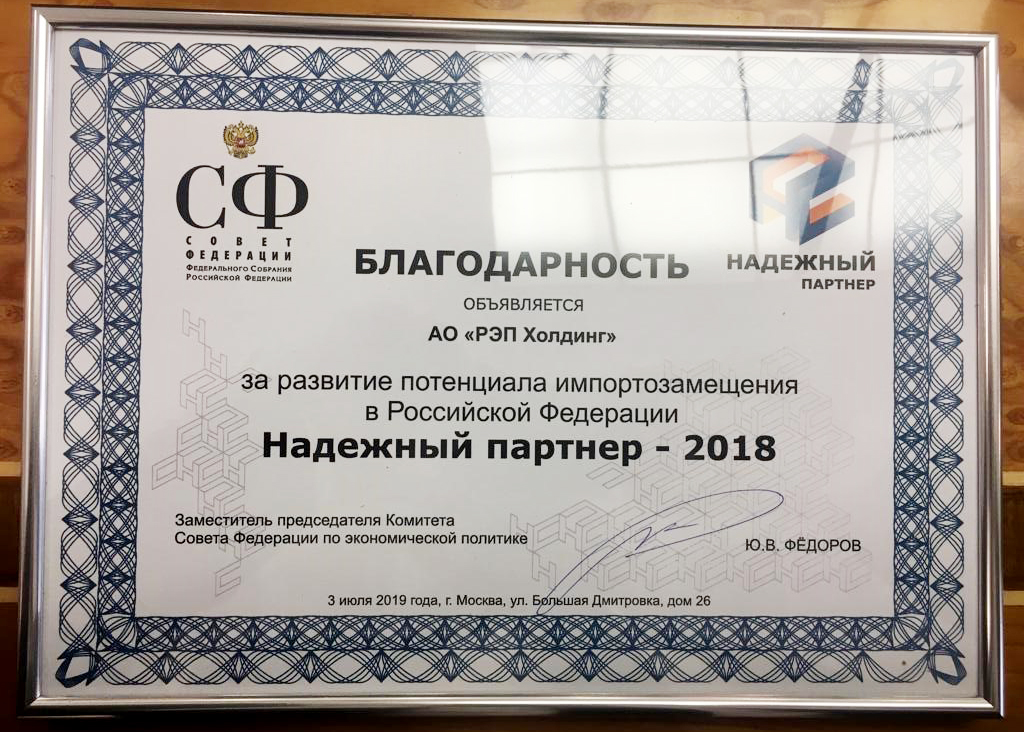 СФ
СОВЕТ
ФЕДЕРАЦИИ
ФЕДЕРАЛЬНОГО СОБРАНИЯ
РОССИЙСКОЙ ФЕДЕРАЦИИ
НАДЕЖНЫЙ
ПАРТНЕР
БЛАГОДАРНОСТЬ
ОБЪЯВЛЯЕТСЯ
АО «РЭП Холдинг»
за развитие потенциала импортозамещения
в Российской Федерации
Надежный партнер - 2018
Заместитель председателя Комитета
Совета Федерации по экономической политике
Ю.В. ФЁДОРОВ
3 июля 2019 года, г. Москва, ул. Большая Дмитровка, дом 26